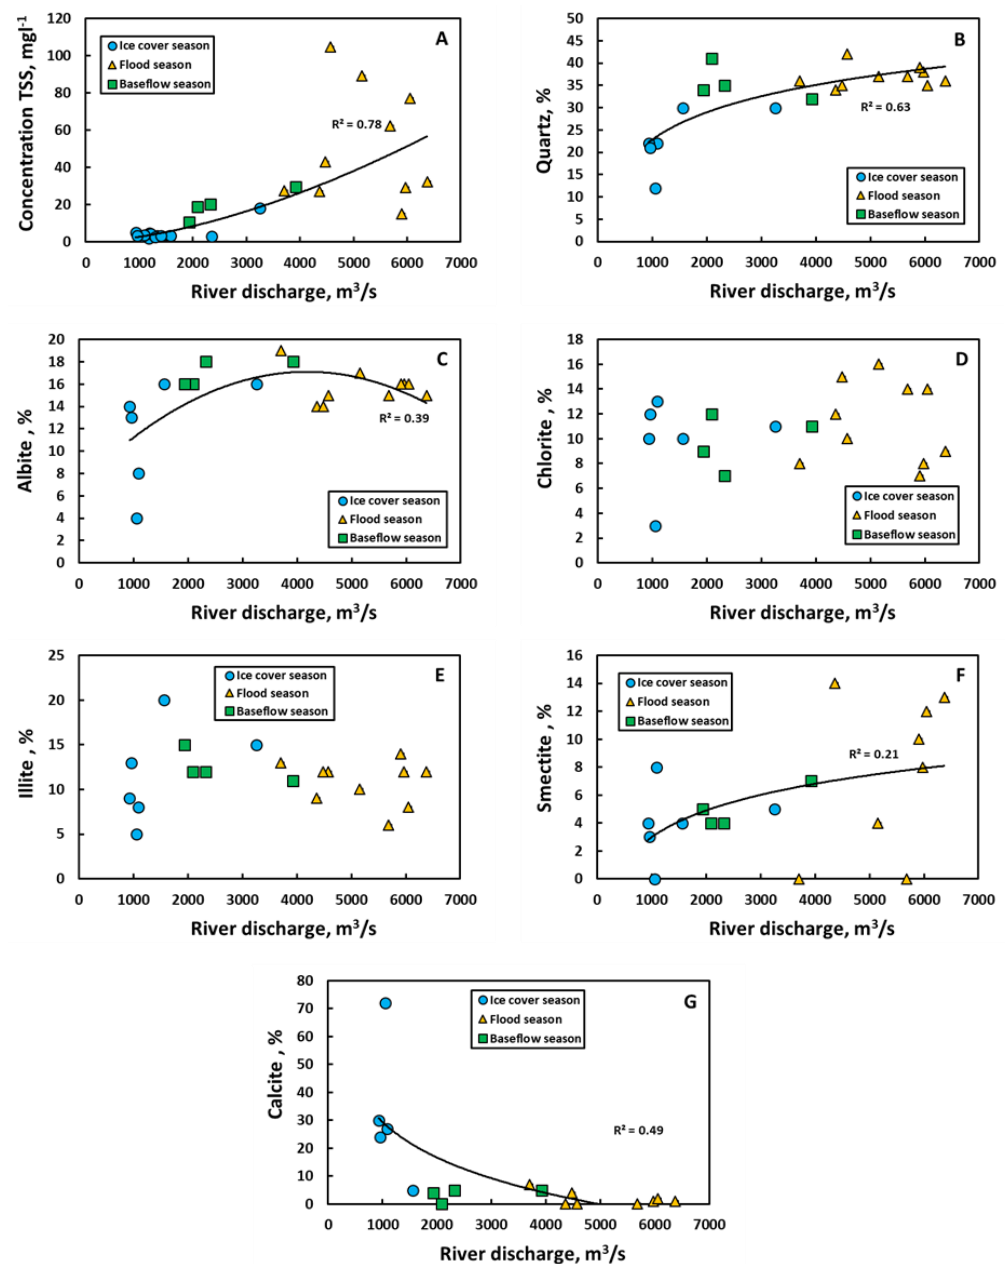 A
Concentration TSS, mgl⁻¹
120
100
80
60
40
20
0
Ice cover season
Flood season
Baseflow season
R² = 0.78
0 1000 2000 3000 4000 5000 6000 7000
River discharge, m³/s
B
Quartz, %
50
45
40
35
30
25
20
15
10
5
0
R² = 0.63
Ice cover season
Flood season
Baseflow season
0 1000 2000 3000 4000 5000 6000 7000
River discharge, m³/s
C
Albite , %
20
18
16
14
12
10
8
6
4
2
0
R² = 0.39
Ice cover season
Flood season
Baseflow season
0 1000 2000 3000 4000 5000 6000 7000
River discharge, m³/s
D
Chlorite , %
18
16
14
12
10
8
6
4
2
0
Ice cover season
Flood season
Baseflow season
0 1000 2000 3000 4000 5000 6000 7000
River discharge, m³/s
E
Illite , %
25
20
15
10
5
0
Ice cover season
Flood season
Baseflow season
0 1000 2000 3000 4000 5000 6000 7000
River discharge, m³/s
F
Smectite , %
16
14
12
10
8
6
4
2
0
Ice cover season
Flood season
Baseflow season
R² = 0.21
0 1000 2000 3000 4000 5000 6000 7000
River discharge, m³/s
G
Calcite , %
80
70
60
50
40
30
20
10
0
Ice cover season
Flood season
Baseflow season
R² = 0.49
0 1000 2000 3000 4000 5000 6000 7000
River discharge, m³/s